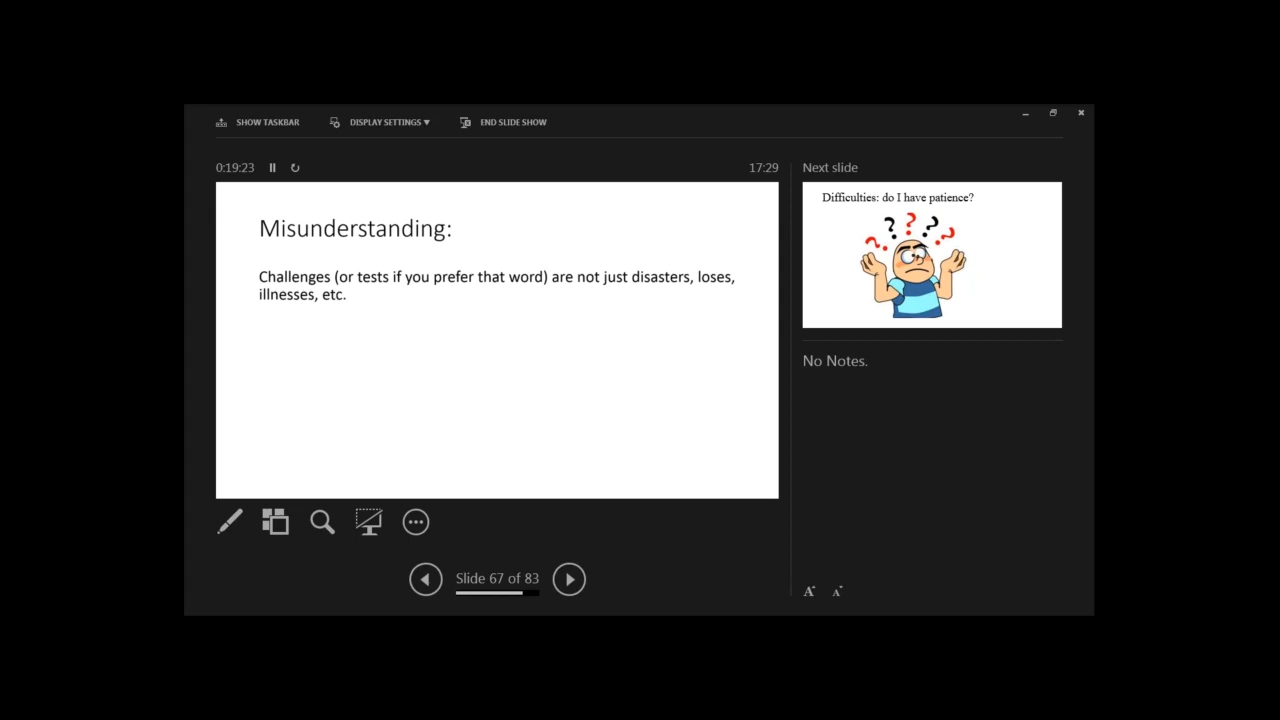 SHOW TASKBAR DISPLAY SETTINGS ▼ END SLIDE SHOW
0:19:23 17:29
Misunderstanding:
Challenges (or tests if you prefer that word) are not just disasters, loses,
illnesses, etc.
Slide 67 of 83
Next slide
Difficulties: do I have patience?
? ? ? ? ?
No Notes.
A A